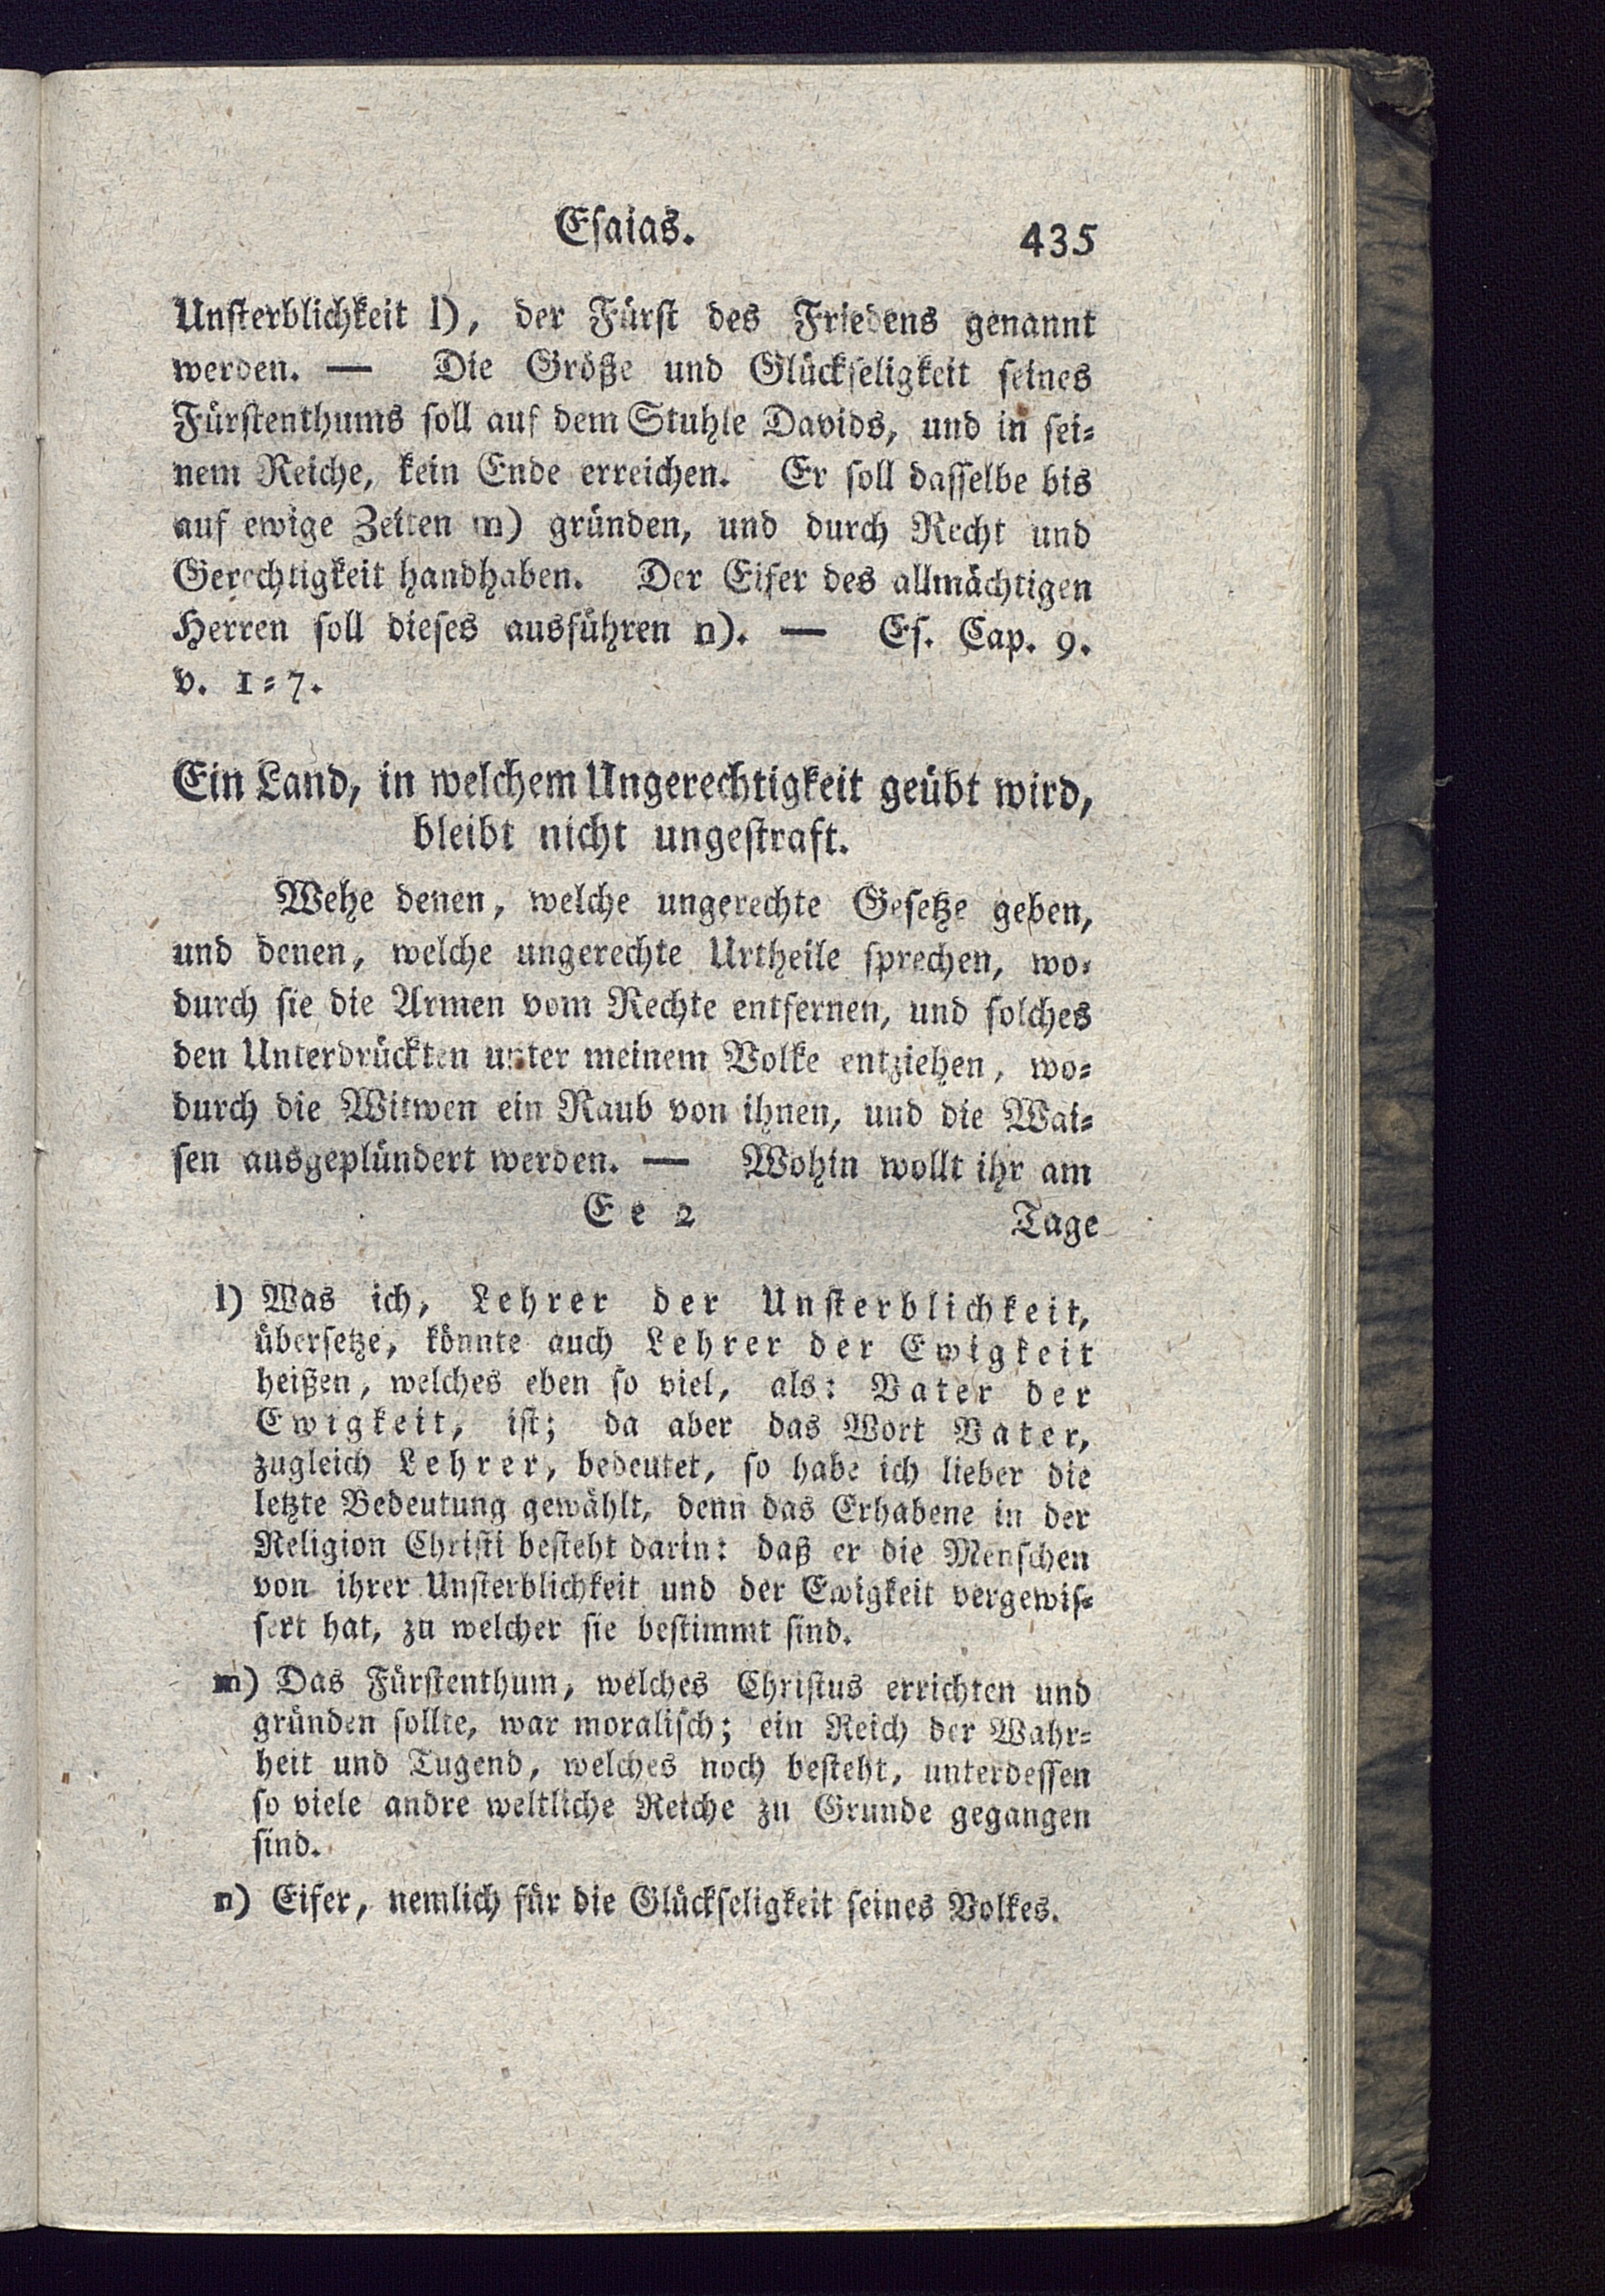 Esaias. 435
Unsterblichkeit l), der Fürst des Friedens genannt
werden. — Die Größe und Glückseligkeit seines
Fürstenthums soll auf dem Stuhle Davids, und in sei-
nem Reiche, kein Ende erreichen. Er soll dasselbe bis
auf ewige Zeiten m) gründen, und durch Recht und
Gerechtigkeit handhaben. Der Eifer des allmächtigen
Herren soll dieses ausführen n). — Es. Cap. 9.
v. 1-7.
Ein Land, in welchem Ungerechtigkeit geübt wird,
bleibt nicht ungestraft.
Wehe denen, welche ungerechte Gesetze geben,
und denen, welche ungerechte Urtheile sprechen, wo-
durch sie die Armen vom Rechte entfernen, und solches
den Unterdrückten unter meinem Volke entziehen, wo-
durch die Witwen ein Raub von ihnen, und die Wai-
sen ausgeplündert werden. — Wohin wollt ihr am
Ee 2 Tage
l) Was ich, Lehrer der Unsterblichkeit,
übersetze, könnte auch Lehrer der Ewigkeit
heißen, welches eben so viel, als: Vater der
Ewigkeit, ist; da aber das Wort Vater,
zugleich Lehrer, bedeutet, so habe ich lieber die
letzte Bedeutung gewählt, denn das Erhabene in der
Religion Christi besteht darin: daß er die Menschen
von ihrer Unsterblichkeit und der Ewigkeit vergewis-
sert hat, zu welcher sie bestimmt sind.
m) Das Fürstenthum, welches Christus errichten und
gründen sollte, war moralisch; ein Reich der Wahr-
heit und Tugend, welches noch besteht, unterdessen
so viele andre weltliche Reiche zu Grunde gegangen
sind.
n) Eifer, nemlich für die Glückseligkeit seines Volkes.